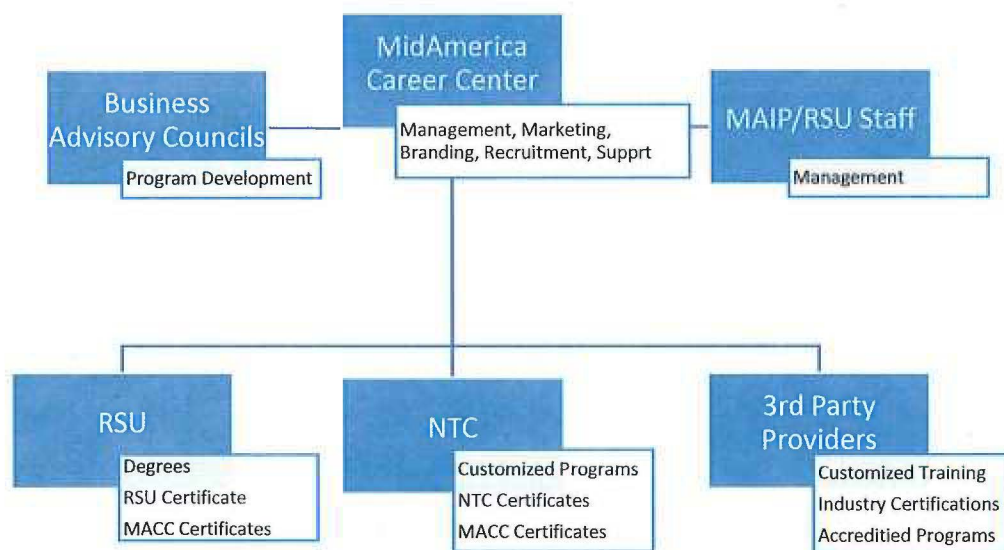 MidAmerica
Career Center
Management, Marketing,
Branding, Recruitment, Supprt
Business
Advisory Councils
Program Development
MAIP/RSU Staff
Management
RSU
Degrees
RSU Certificate
MACC Certificates
NTC
Customized Programs
NTC Certificates
MACC Certificates
3rd Party
Providers
Customized Training
Industry Certifications
Accreditied Programs